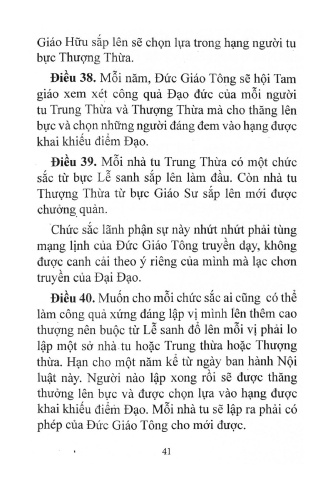 Giáo Hữu sắp lên sẽ chọn lựa trong hạng người tu
bực Thượng Thừa.
Điều 38. Mỗi năm, Đức Giáo Tông sẽ hội Tam
giáo xem xét công quả Đạo đức của mỗi người
tu Trung Thừa và Thượng Thừa mà cho thăng lên
bực và chọn những người đáng đem vào hạng được
khai khiếu điểm Đạo.
Điều 39. Mỗi nhà tu Trung Thừa có một chức
sắc từ bực Lễ sanh sắp lên làm đầu. Còn nhà tu
Thượng Thừa từ bực Giáo Sư sắp lên mới được
chưởng quản.
Chức sắc lãnh phận sự này nhứt nhứt phải tùng
mạng lịnh của Đức Giáo Tông truyền dạy, không
được canh cải theo ý riêng của mình mà lạc chơn
truyền của Đại Đạo.
Điều 40. Muốn cho mỗi chức sắc ai cũng có thể
làm công quả xứng đáng lập vị mình lên thêm cao
thượng nên buộc từ Lễ sanh đổ lên mỗi vị phải lo
lập một sở nhà tu hoặc Trung thừa hoặc Thượng
thừa. Hạn cho một năm kể từ ngày ban hành Nội
luật này. Người nào lập xong rồi sẽ được thăng
thưởng lên bực và được chọn lựa vào hạng được
khai khiếu điểm Đạo. Mỗi nhà tu sẽ lập ra phải có
phép của Đức Giáo Tông cho mới được.
41